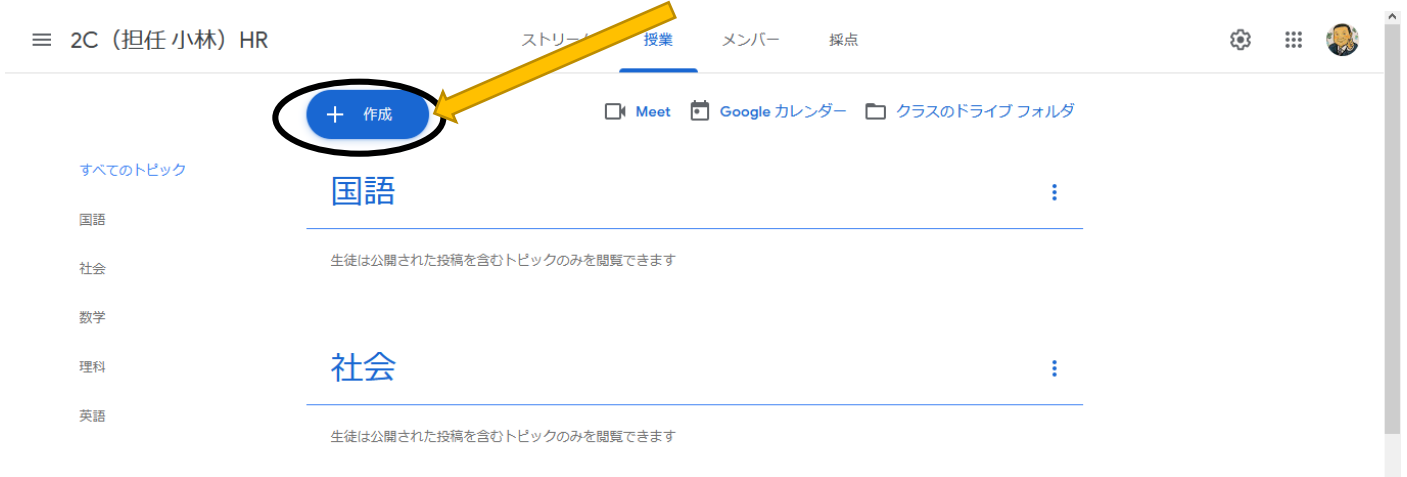 2C（担任 小林）HR
ストリーム 授業 メンバー 採点
作成
Meet Google カレンダー クラスのドライブ フォルダ
すべてのトピック
国語
国語
生徒は公開された投稿を含むトピックのみを閲覧できます
社会
数学
理科
社会
英語
生徒は公開された投稿を含むトピックのみを閲覧できます